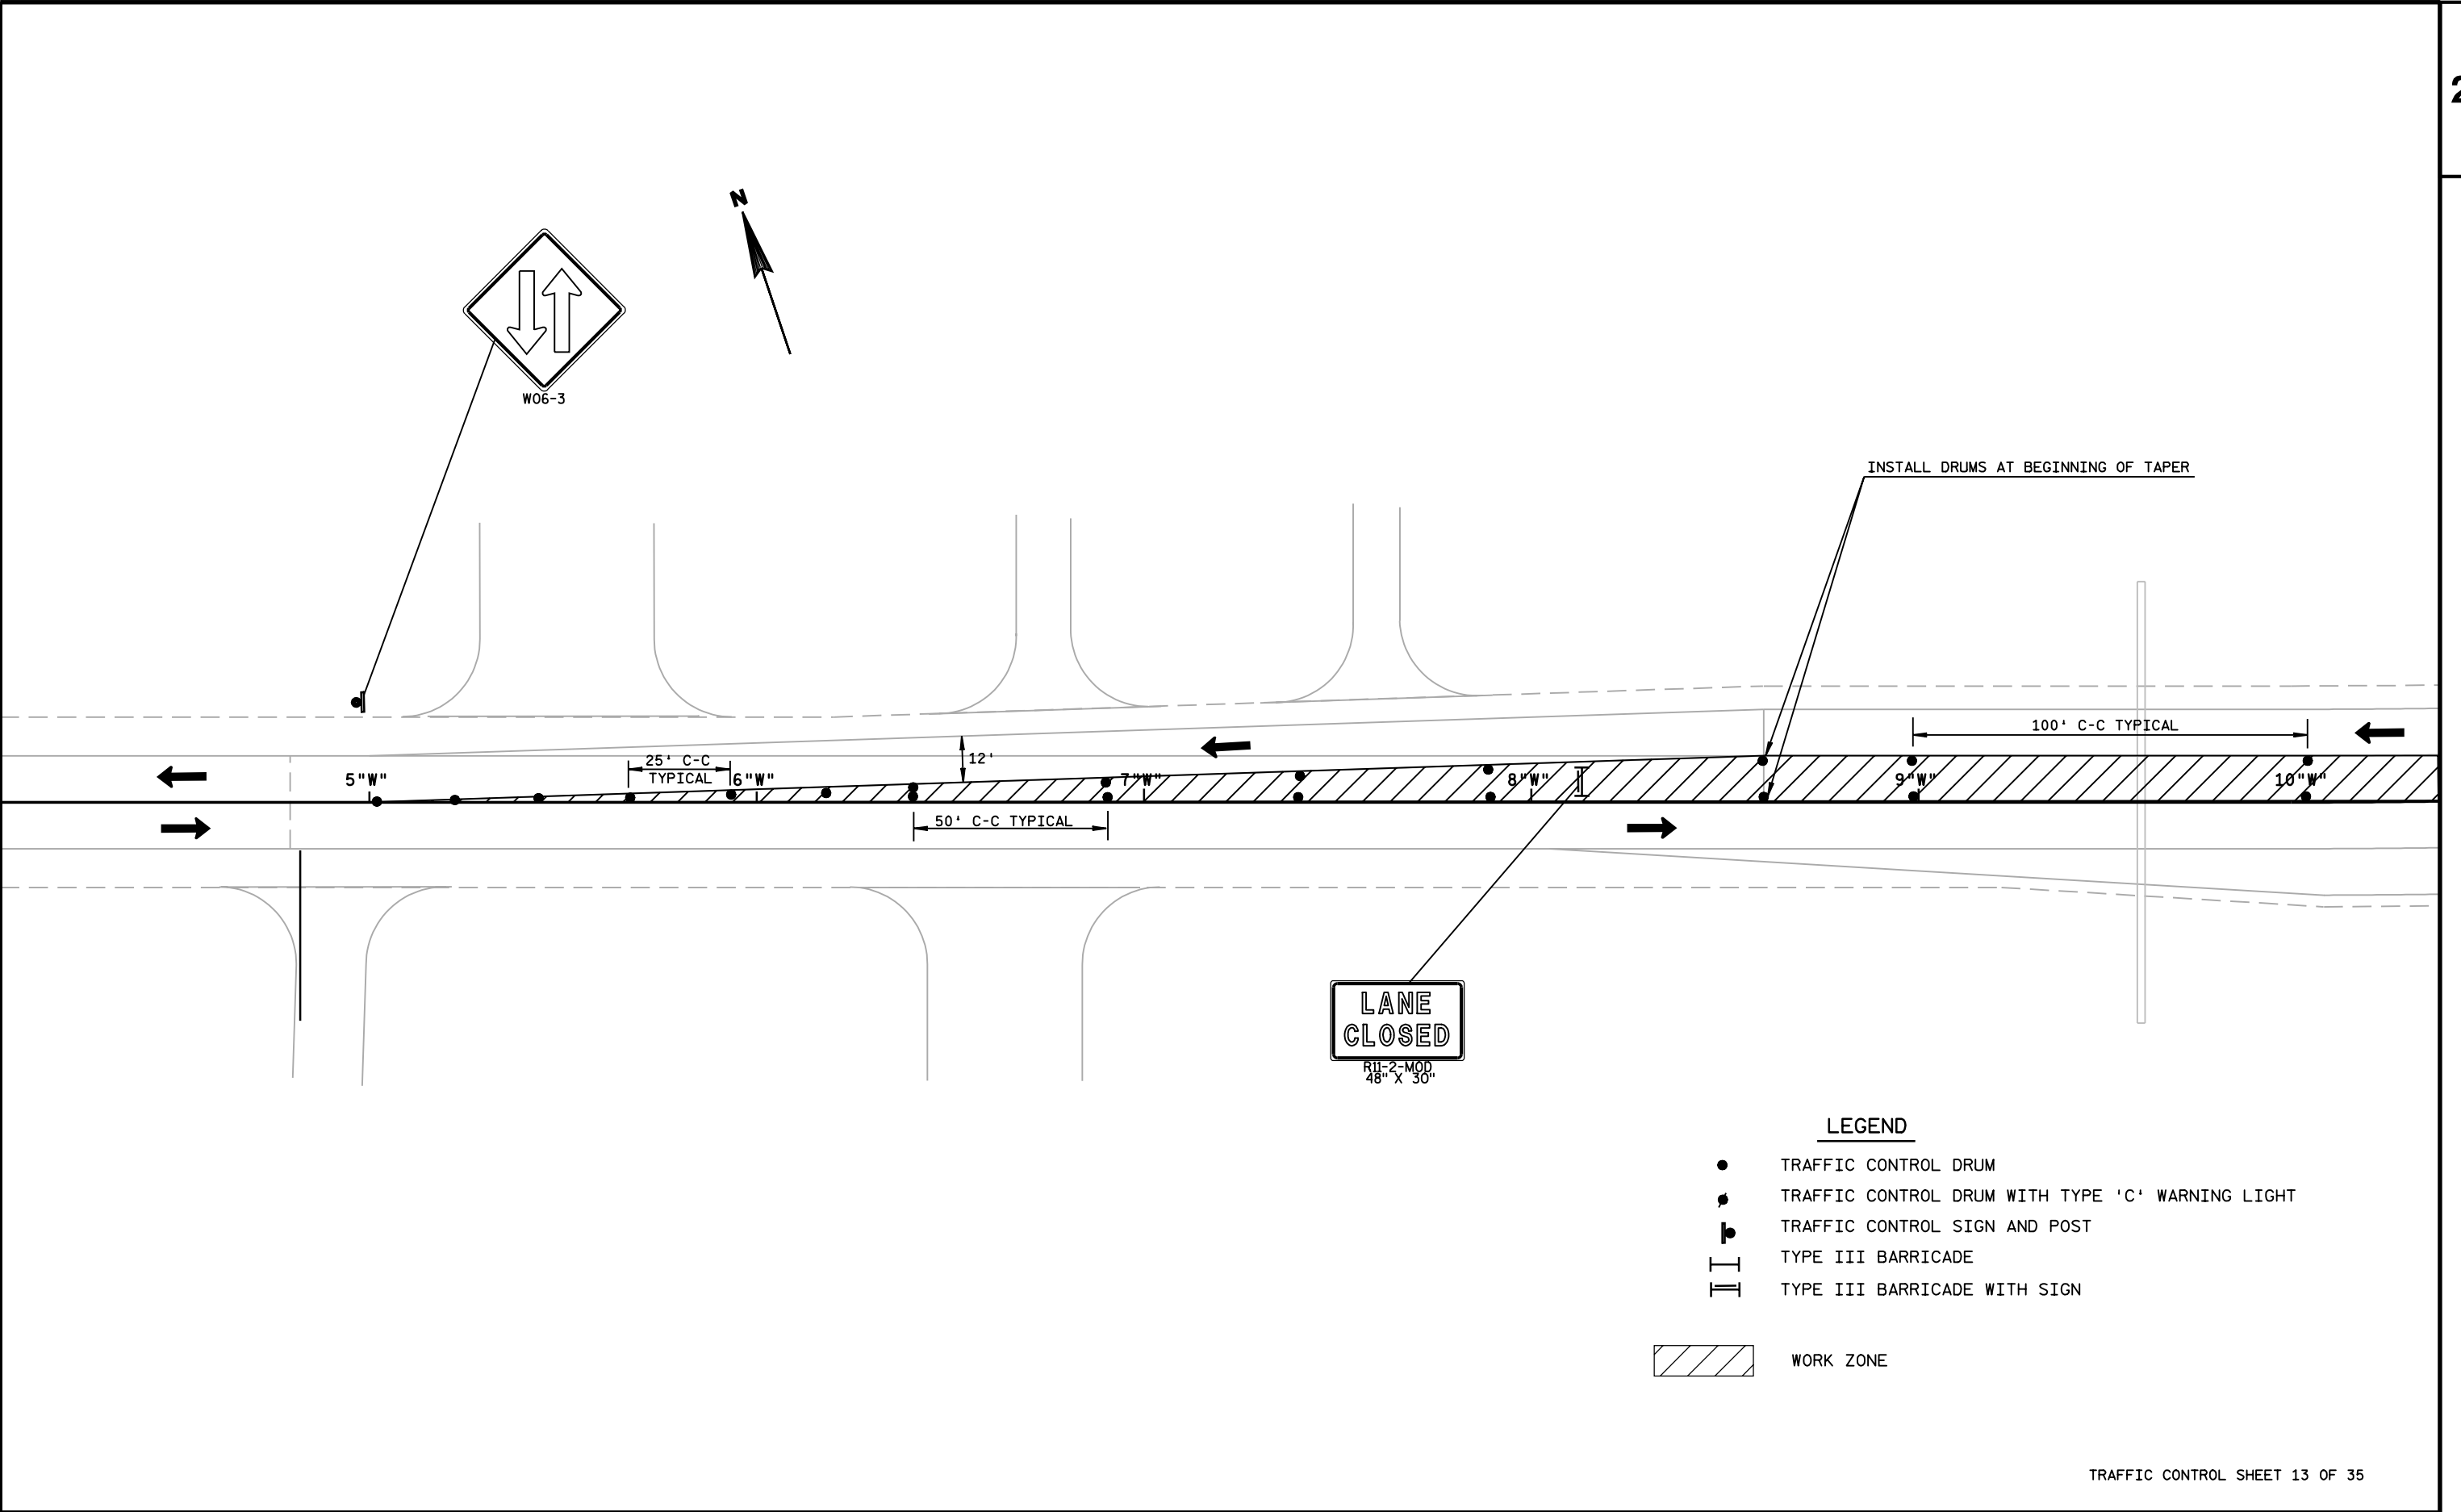 2
N
WO6-3
INSTALL DRUMS AT BEGINNING OF TAPER
100' C-C TYPICAL
12'
25' C-C
TYPICAL
5"W"
6"W"
7"W"
8"W"
9"W"
10"W"
50' C-C TYPICAL
LANE
CLOSED
R11-2-MOD
48" X 30"
LEGEND
TRAFFIC CONTROL DRUM
TRAFFIC CONTROL DRUM WITH TYPE 'C' WARNING LIGHT
TRAFFIC CONTROL SIGN AND POST
TYPE III BARRICADE
TYPE III BARRICADE WITH SIGN
WORK ZONE
TRAFFIC CONTROL SHEET 13 OF 35